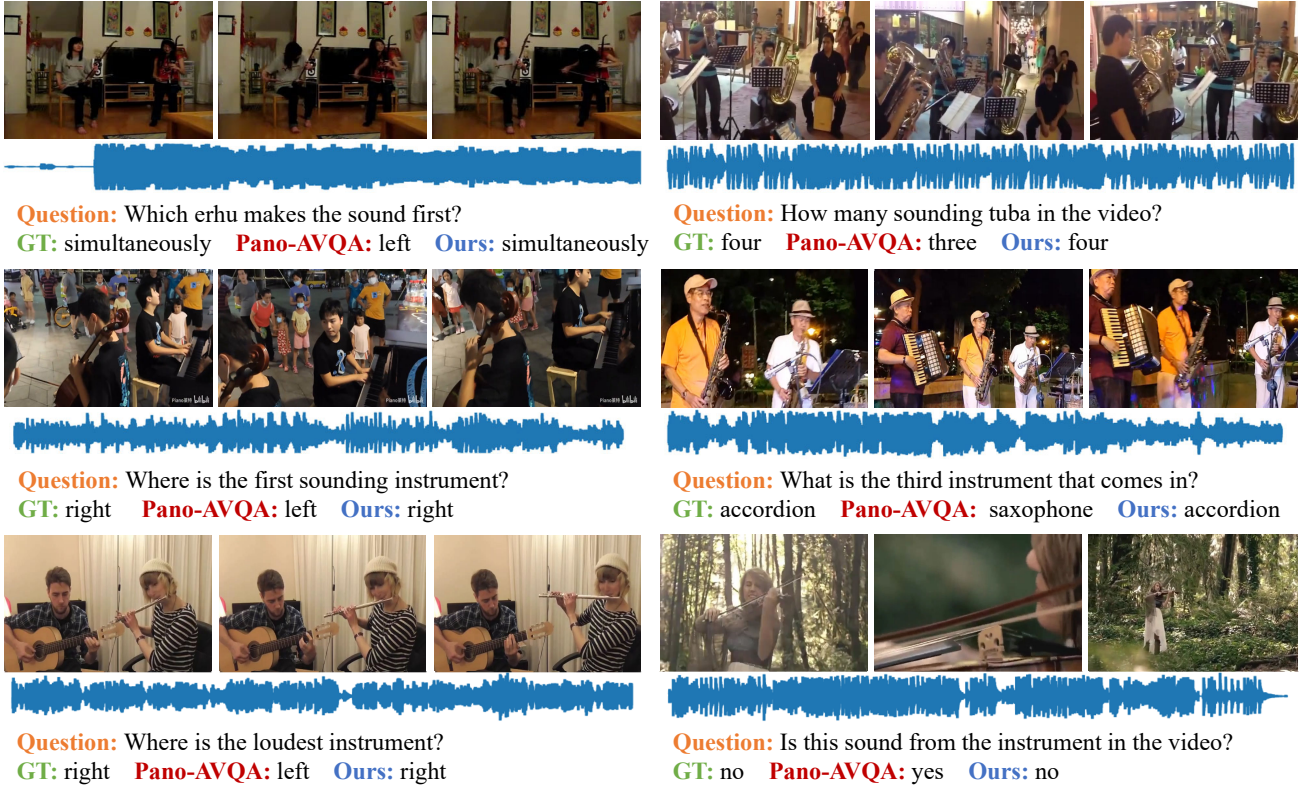 Question: Which erhu makes the sound first?
GT: simultaneously Pano-AVQA: left Ours: simultaneously
Question: How many sounding tuba in the video?
GT: four Pano-AVQA: three Ours: four
Question: Where is the first sounding instrument?
GT: right Pano-AVQA: left Ours: right
Question: What is the third instrument that comes in?
GT: accordion Pano-AVQA: saxophone Ours: accordion
Question: Where is the loudest instrument?
GT: right Pano-AVQA: left Ours: right
Question: Is this sound from the instrument in the video?
GT: no Pano-AVQA: yes Ours: no